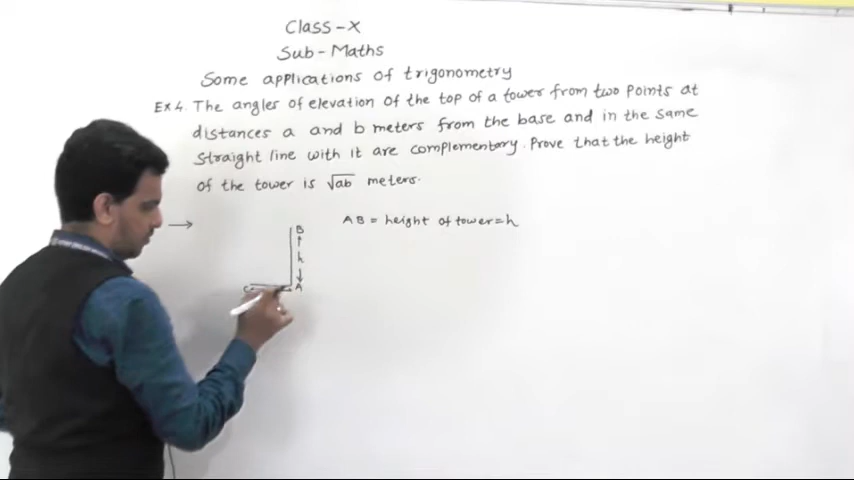 Class-X
Sub-Maths
Some applications of trigonometry
Ex 4. The angles of elevation of the top of a tower from two points at
distances a and b meters from the base and in the same
straight line with it are complementary. Prove that the height
of the tower is √ab meters.
→ AB = height of tower = h
B
h
C A